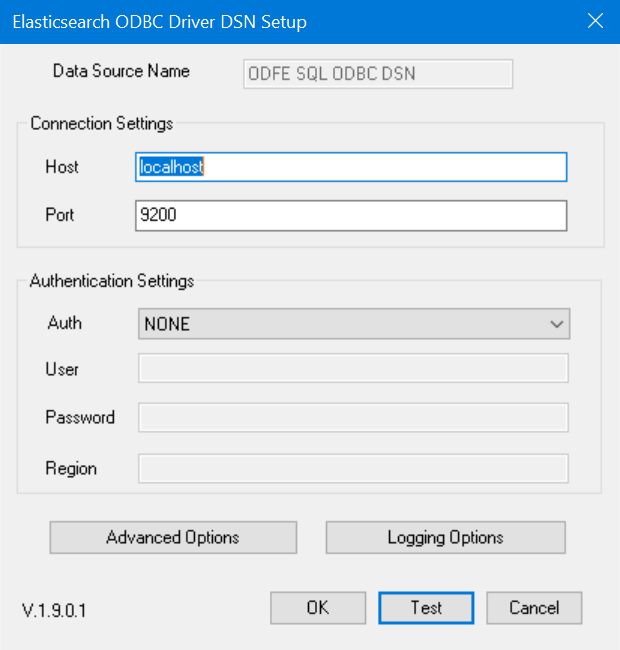 Elasticsearch ODBC Driver DSN Setup
Data Source Name ODFE SQL ODBC DSN
Connection Settings
Host localhost
Port 9200
Authentication Settings
Auth NONE
User
Password
Region
Advanced Options Logging Options
V.1.9.0.1 OK Test Cancel